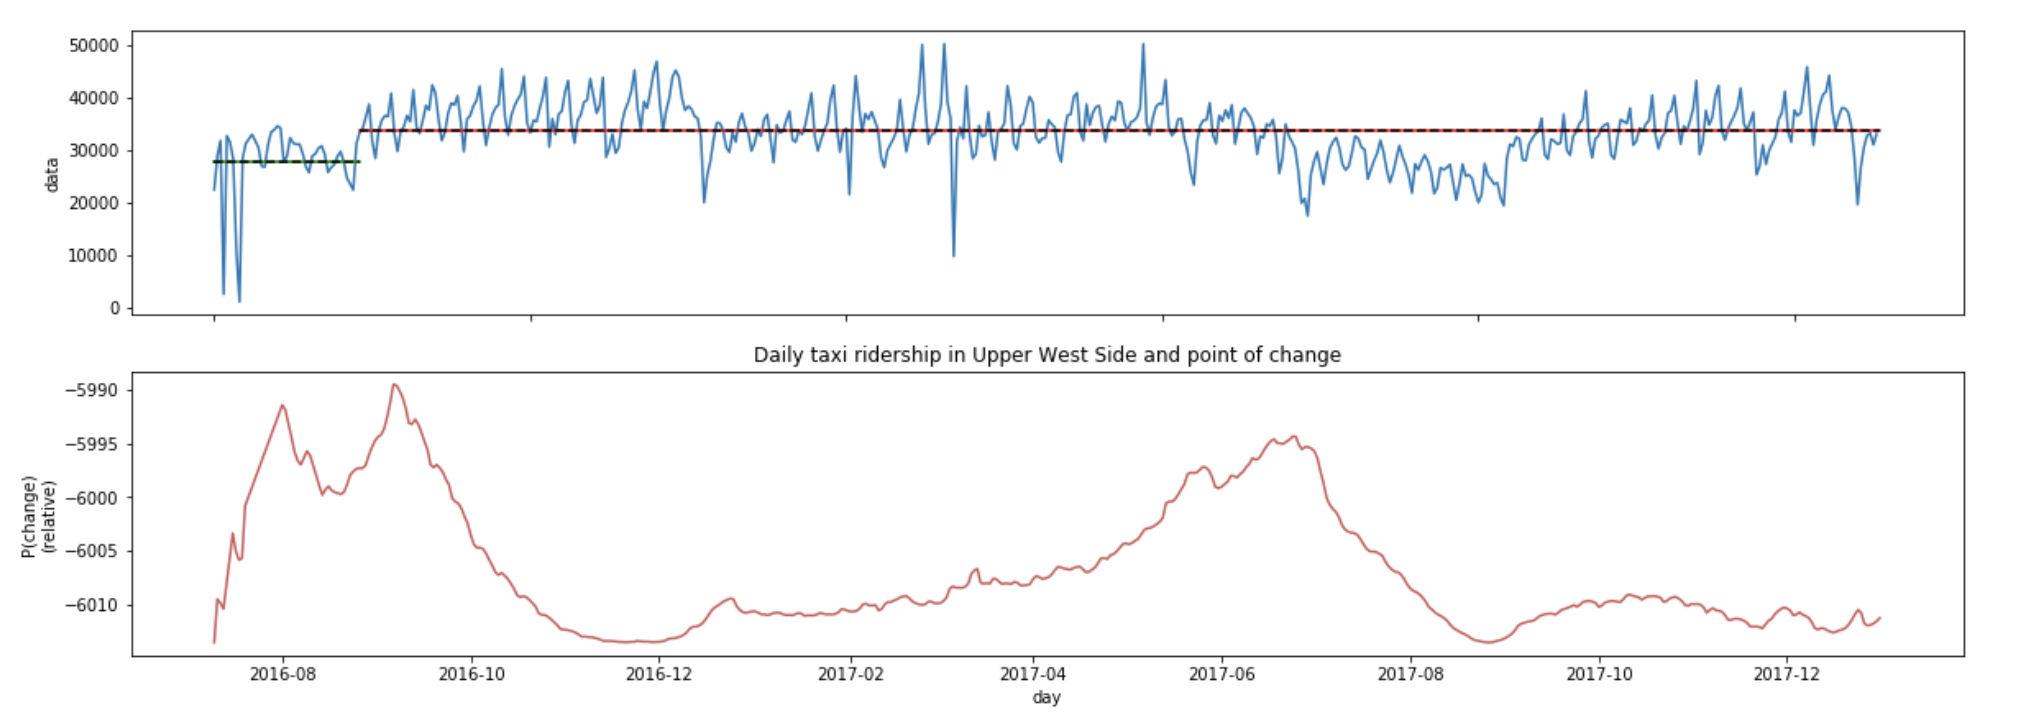 50000
40000
30000
20000
10000
0
data
Daily taxi ridership in Upper West Side and point of change
−5990
−5995
−6000
−6005
−6010
P(change)
(relative)
2016-08 2016-10 2016-12 2017-02 2017-04 2017-06 2017-08 2017-10 2017-12
day